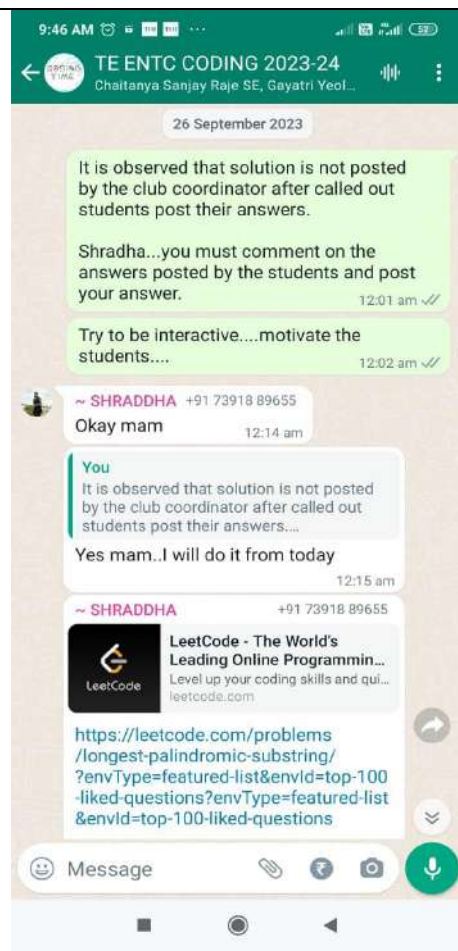 9:46 AM
52
TE ENTC CODING 2023-24
Chaitanya Sanjay Raje SE, Gayatri Yeol...
26 September 2023
It is observed that solution is not posted
by the club coordinator after called out
students post their answers.
Shradha...you must comment on the
answers posted by the students and post
your answer.
12:01 am
Try to be interactive....motivate the
students....
12:02 am
~ SHRADDHA +91 73918 89655
Okay mam
12:14 am
You
It is observed that solution is not posted
by the club coordinator after called out
students post their answers....
Yes mam..I will do it from today
12:15 am
~ SHRADDHA +91 73918 89655
LeetCode - The World's
Leading Online Programmin...
Level up your coding skills and qui...
leetcode.com
LeetCode
https://leetcode.com/problems
/longest-palindromic-substring/
?envType=featured-list&envId=top-100
-liked-questions?envType=featured-list
&envId=top-100-liked-questions
Message